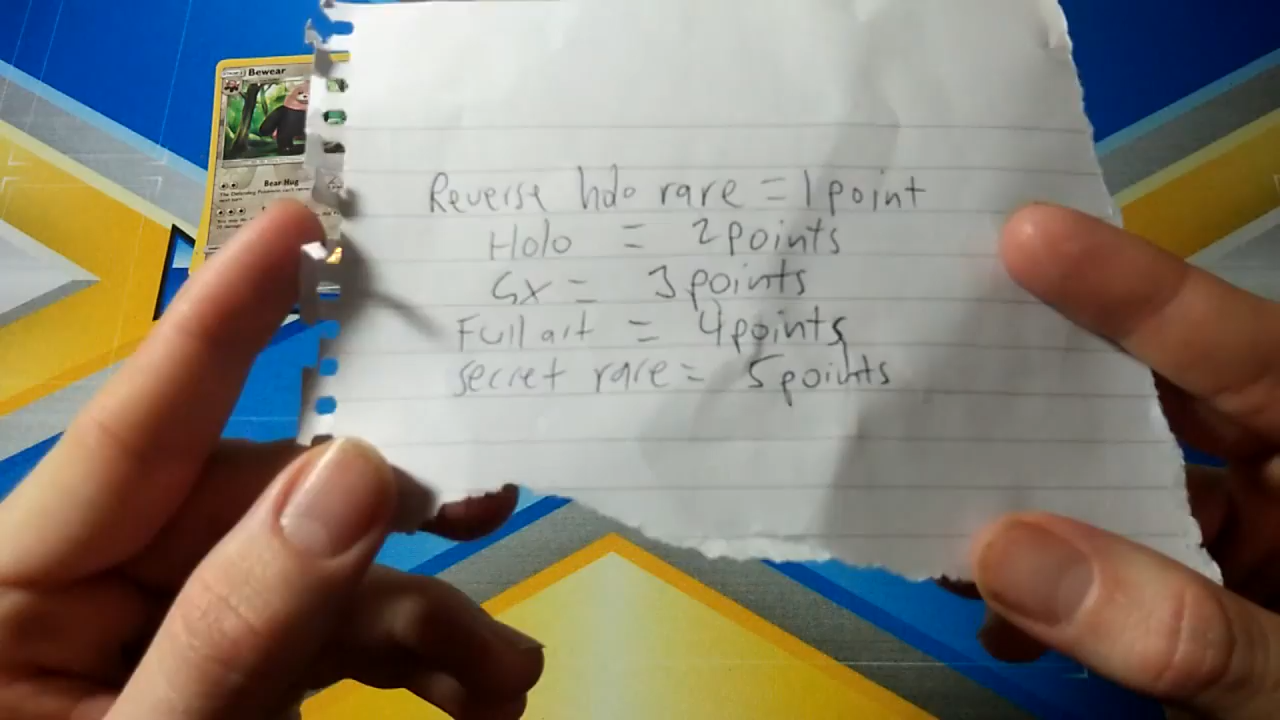 Bewear
Bear Hug
Reverse holo rare = 1 point
Holo = 2 points
GX = 3 points
Full art = 4 points
secret rare = 5 points